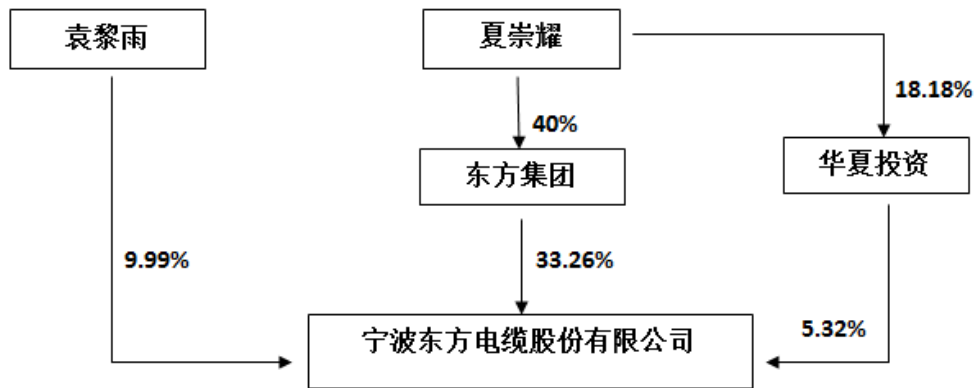 袁黎雨
夏崇耀
18.18%
40%
东方集团
华夏投资
9.99%
33.26%
5.32%
宁波东方电缆股份有限公司